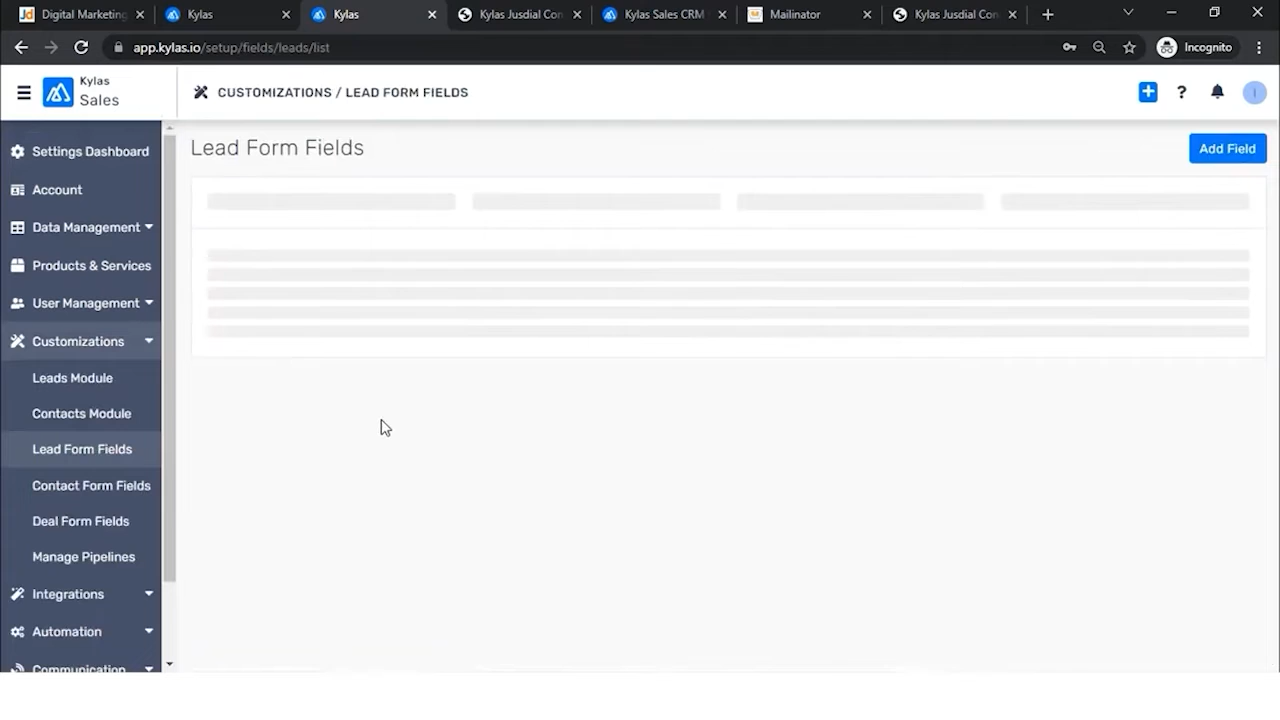 Digital Marketing
Kylas
Kylas
Kylas Jusdial Con
Kylas Sales CRM
Mailinator
Kylas Jusdial Con
app.kylas.io/setup/fields/leads/list
Incognito
Kylas
Sales
CUSTOMIZATIONS / LEAD FORM FIELDS
?
I
Settings Dashboard
Account
Data Management
Products & Services
User Management
Customizations
Leads Module
Contacts Module
Lead Form Fields
Contact Form Fields
Deal Form Fields
Manage Pipelines
Integrations
Automation
Communication
Lead Form Fields
Add Field